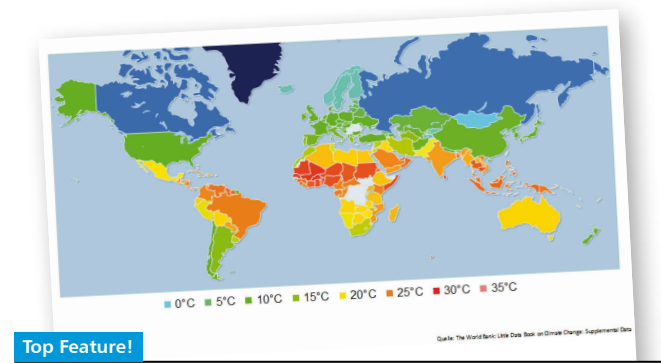 0°C 5°C 10°C 15°C 20°C 25°C 30°C 35°C
Quelle: The World Bank: Little Data Book on Climate Change: Supplemental Data
Top Feature!